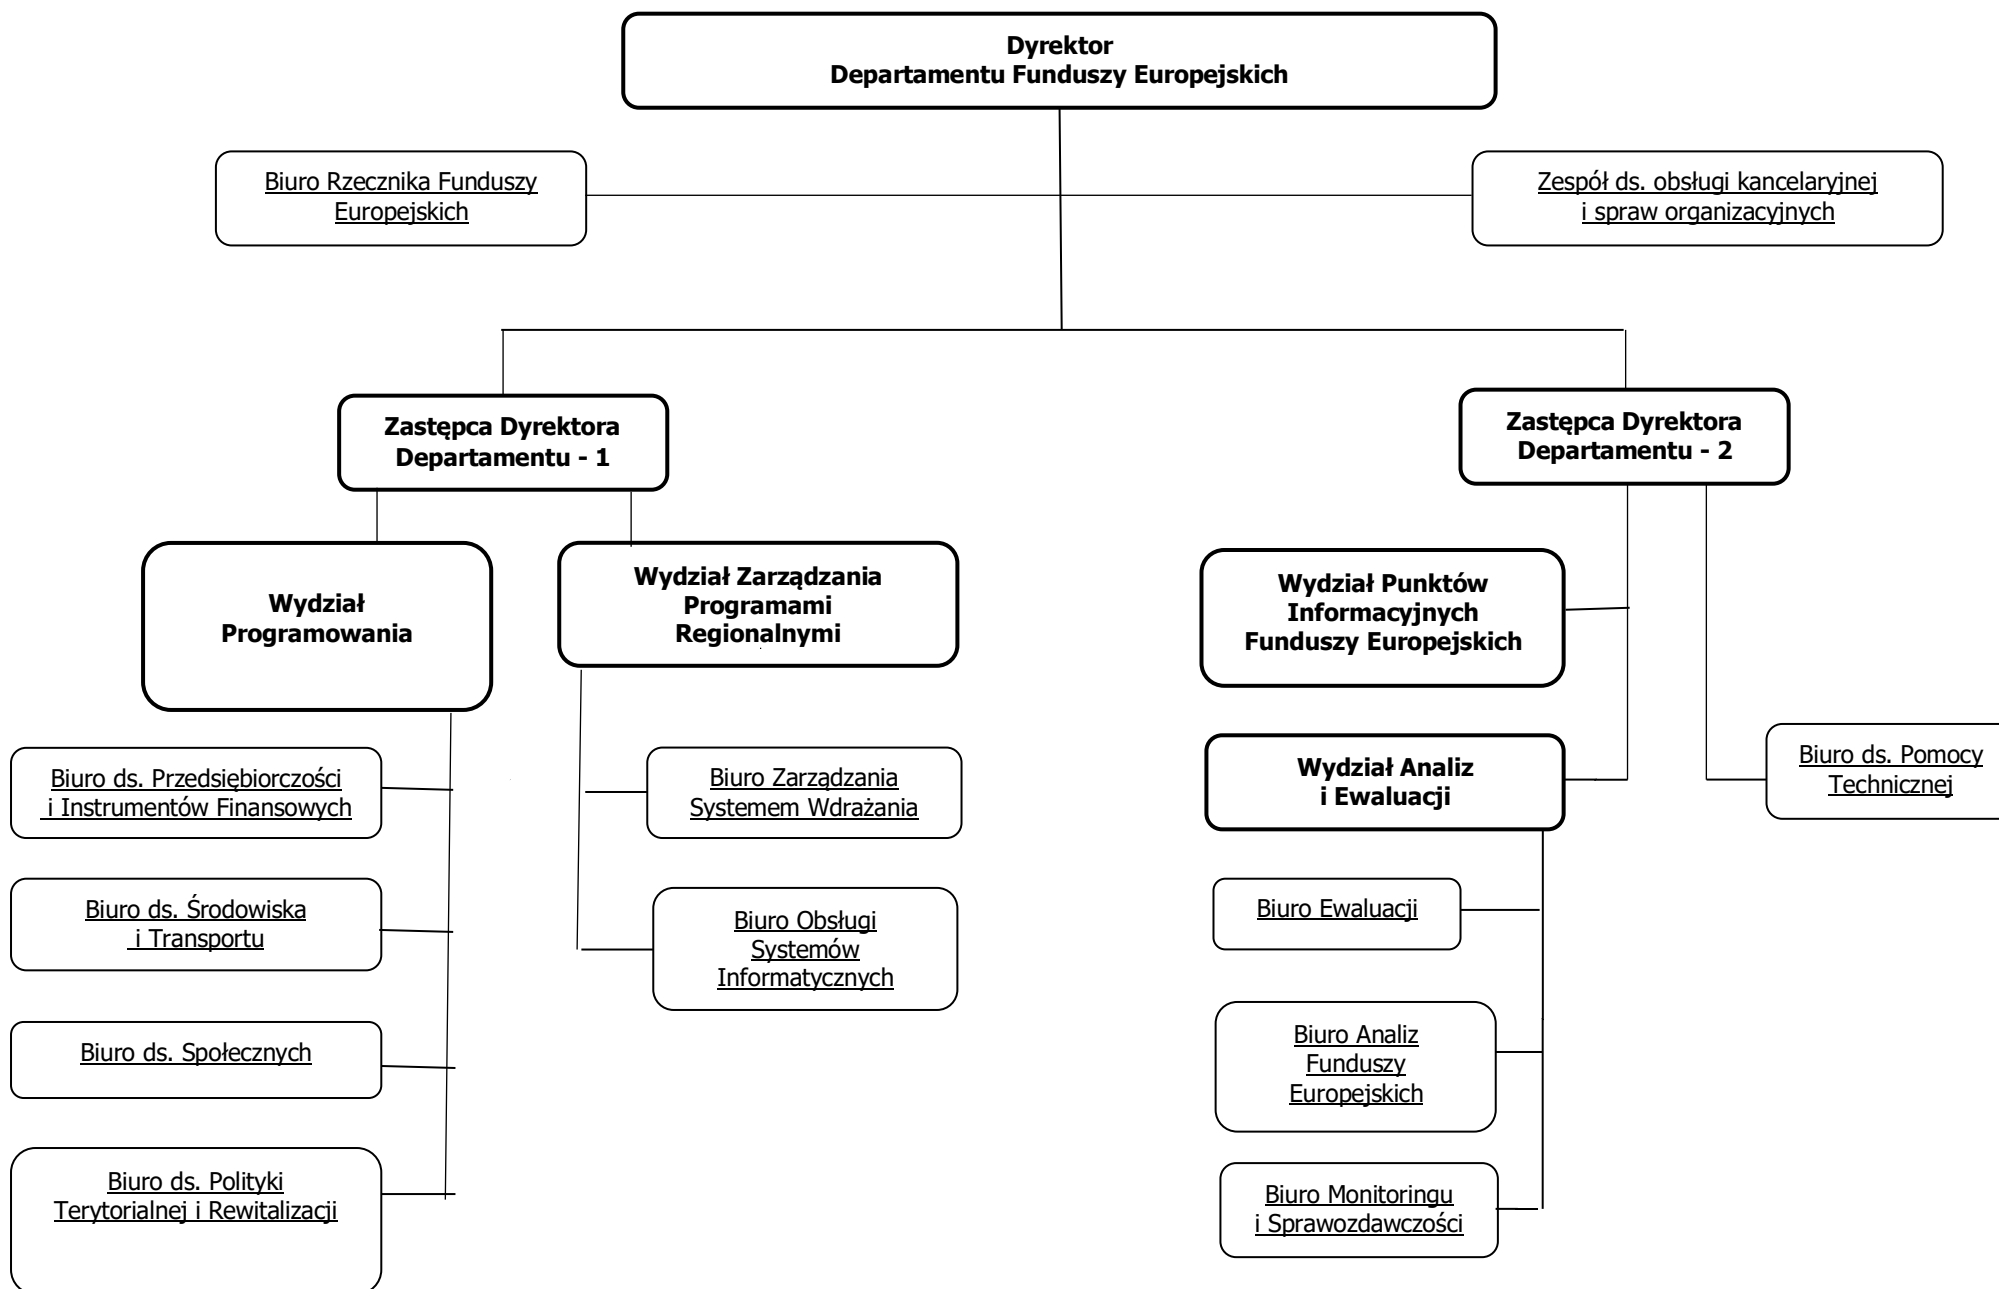 Dyrektor
Departamentu Funduszy Europejskich
Biuro Rzecznika Funduszy
Europejskich
Zespół ds. obsługi kancelaryjnej
i spraw organizacyjnych
Zastępca Dyrektora
Departamentu - 1
Zastępca Dyrektora
Departamentu - 2
Wydział
Programowania
Wydział Zarządzania
Programami
Regionalnymi
Wydział Punktów
Informacyjnych
Funduszy Europejskich
Biuro ds. Przedsiębiorczości
i Instrumentów Finansowych
Biuro Zarządzania
Systemem Wdrażania
Wydział Analiz
i Ewaluacji
Biuro ds. Pomocy
Technicznej
Biuro ds. Środowiska
i Transportu
Biuro Obsługi
Systemów
Informatycznych
Biuro Ewaluacji
Biuro ds. Społecznych
Biuro Analiz
Funduszy
Europejskich
Biuro ds. Polityki
Terytorialnej i Rewitalizacji
Biuro Monitoringu
i Sprawozdawczości